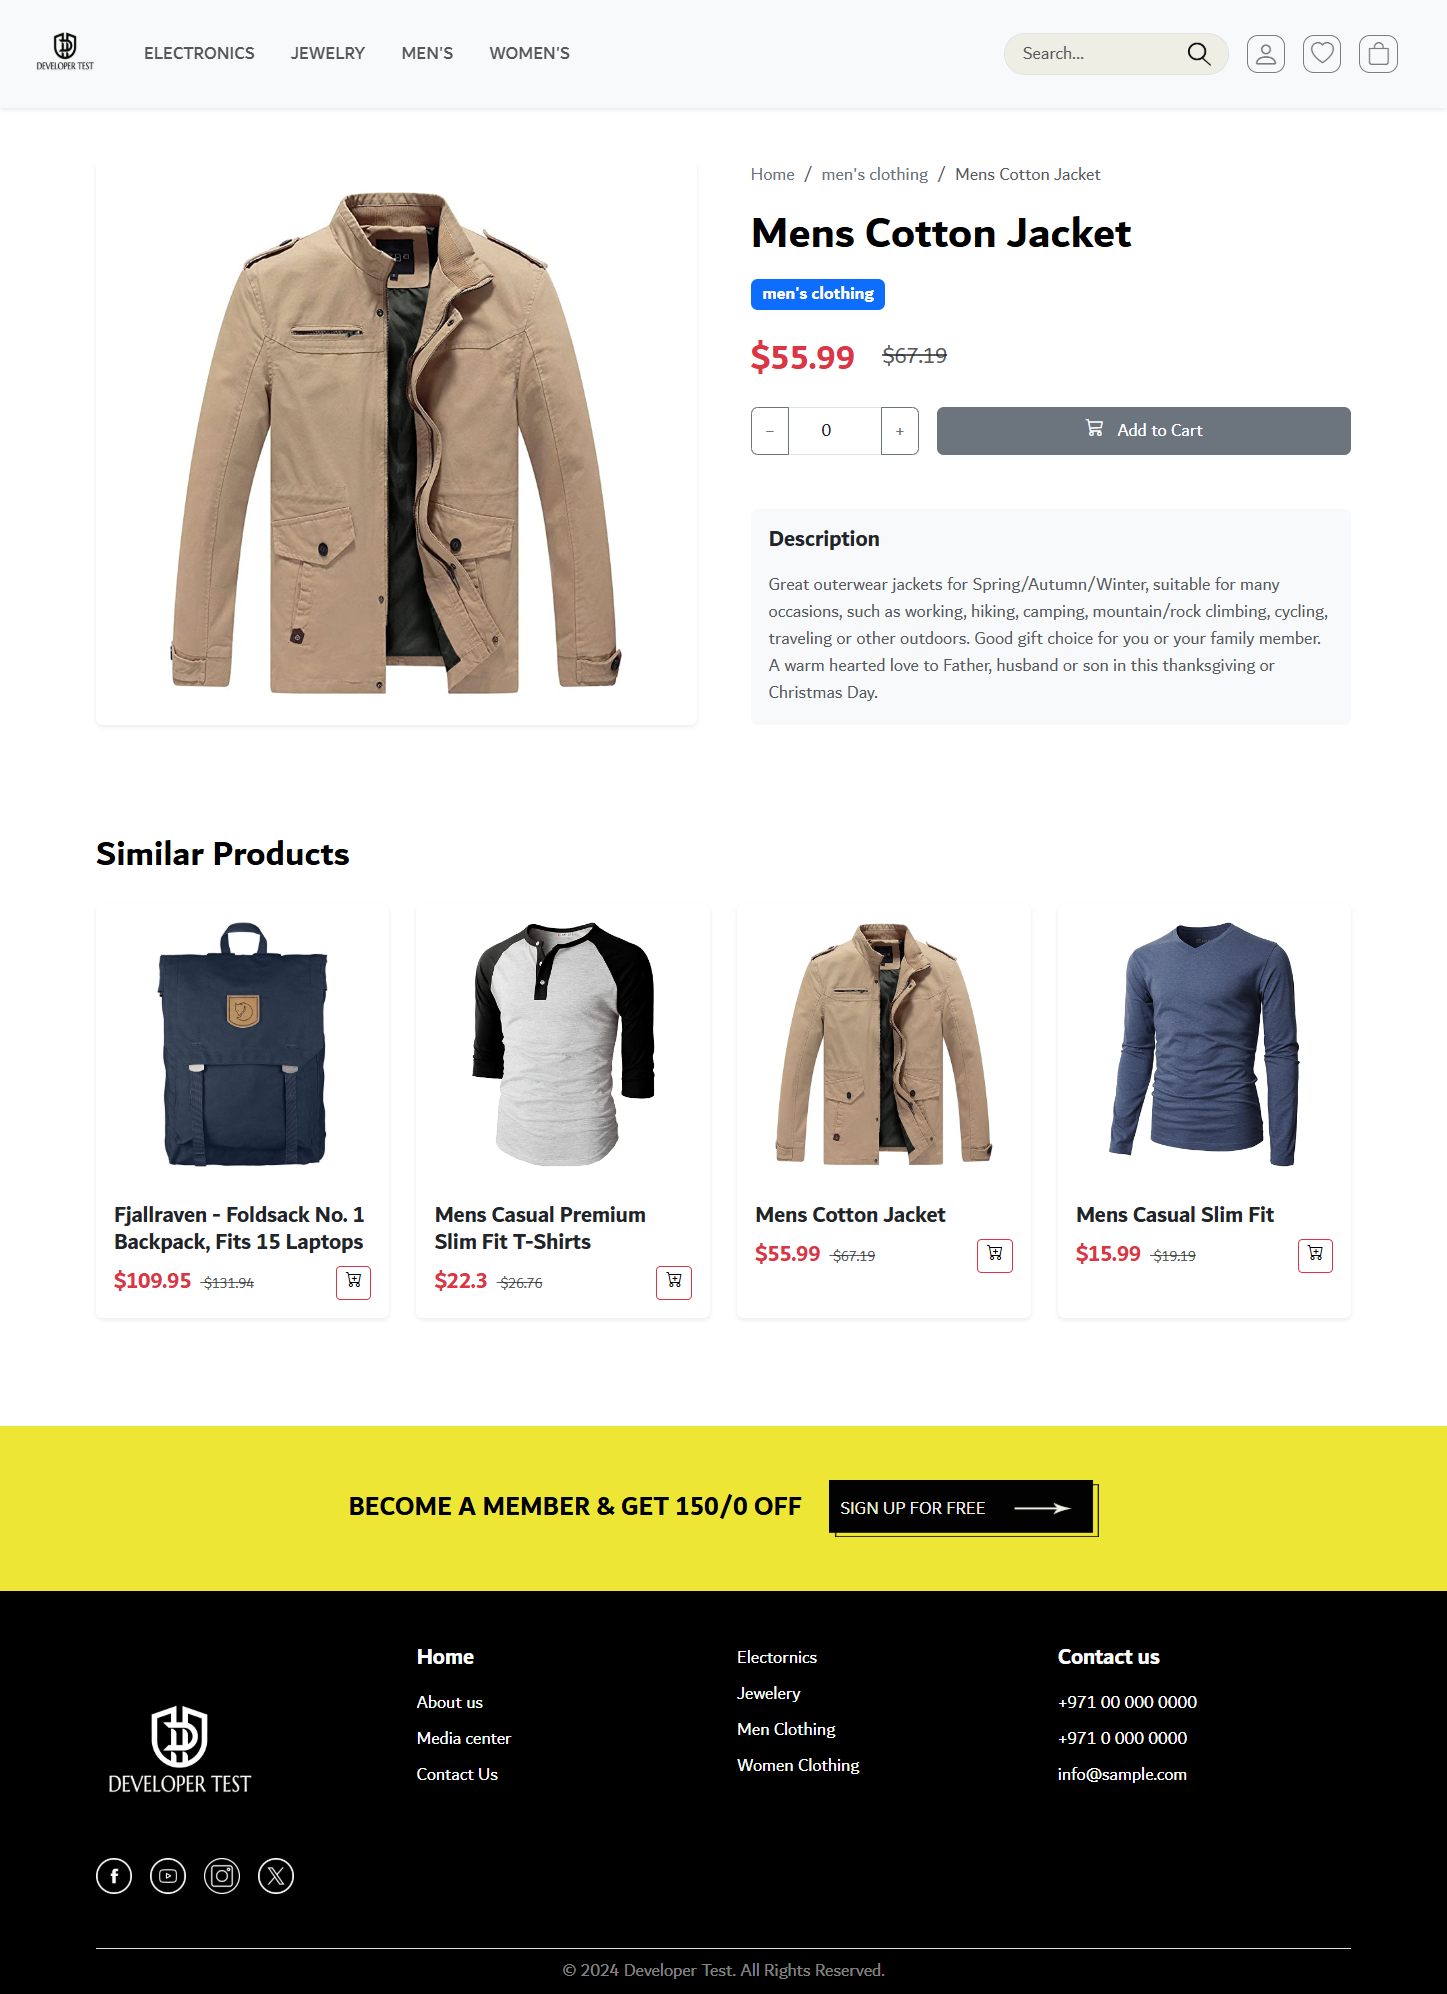 DEVELOPER TEST
ELECTRONICS
JEWELRY
MEN'S
WOMEN'S
Search...
Home / men's clothing / Mens Cotton Jacket
Mens Cotton Jacket
men's clothing
$55.99 $67.19
− 0 +
Add to Cart
Description
Great outerwear jackets for Spring/Autumn/Winter, suitable for many
occasions, such as working, hiking, camping, mountain/rock climbing, cycling,
traveling or other outdoors. Good gift choice for you or your family member.
A warm hearted love to Father, husband or son in this thanksgiving or
Christmas Day.
Similar Products
Fjallraven - Foldsack No. 1
Backpack, Fits 15 Laptops
$109.95 $131.94
Mens Casual Premium
Slim Fit T-Shirts
$22.3 $26.76
Mens Cotton Jacket
$55.99 $67.19
Mens Casual Slim Fit
$15.99 $19.19
BECOME A MEMBER & GET 150/0 OFF
SIGN UP FOR FREE
DEVELOPER TEST
Home
About us
Media center
Contact Us
Electornics
Jewelery
Men Clothing
Women Clothing
Contact us
+971 00 000 0000
+971 0 000 0000
info@sample.com
© 2024 Developer Test. All Rights Reserved.